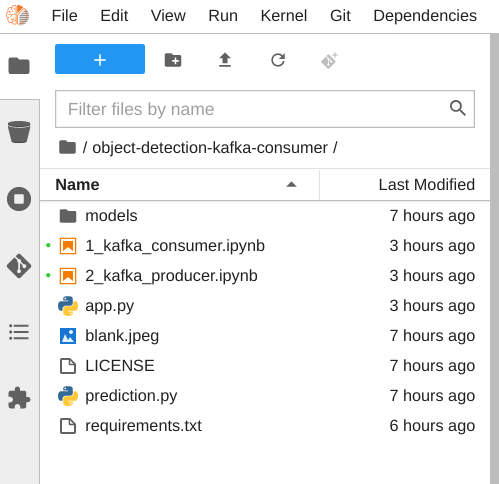 File Edit View Run Kernel Git Dependencies
Filter files by name
/ object-detection-kafka-consumer /
Name Last Modified
models 7 hours ago
1_kafka_consumer.ipynb 3 hours ago
2_kafka_producer.ipynb 3 hours ago
app.py 3 hours ago
blank.jpeg 7 hours ago
LICENSE 7 hours ago
prediction.py 7 hours ago
requirements.txt 6 hours ago